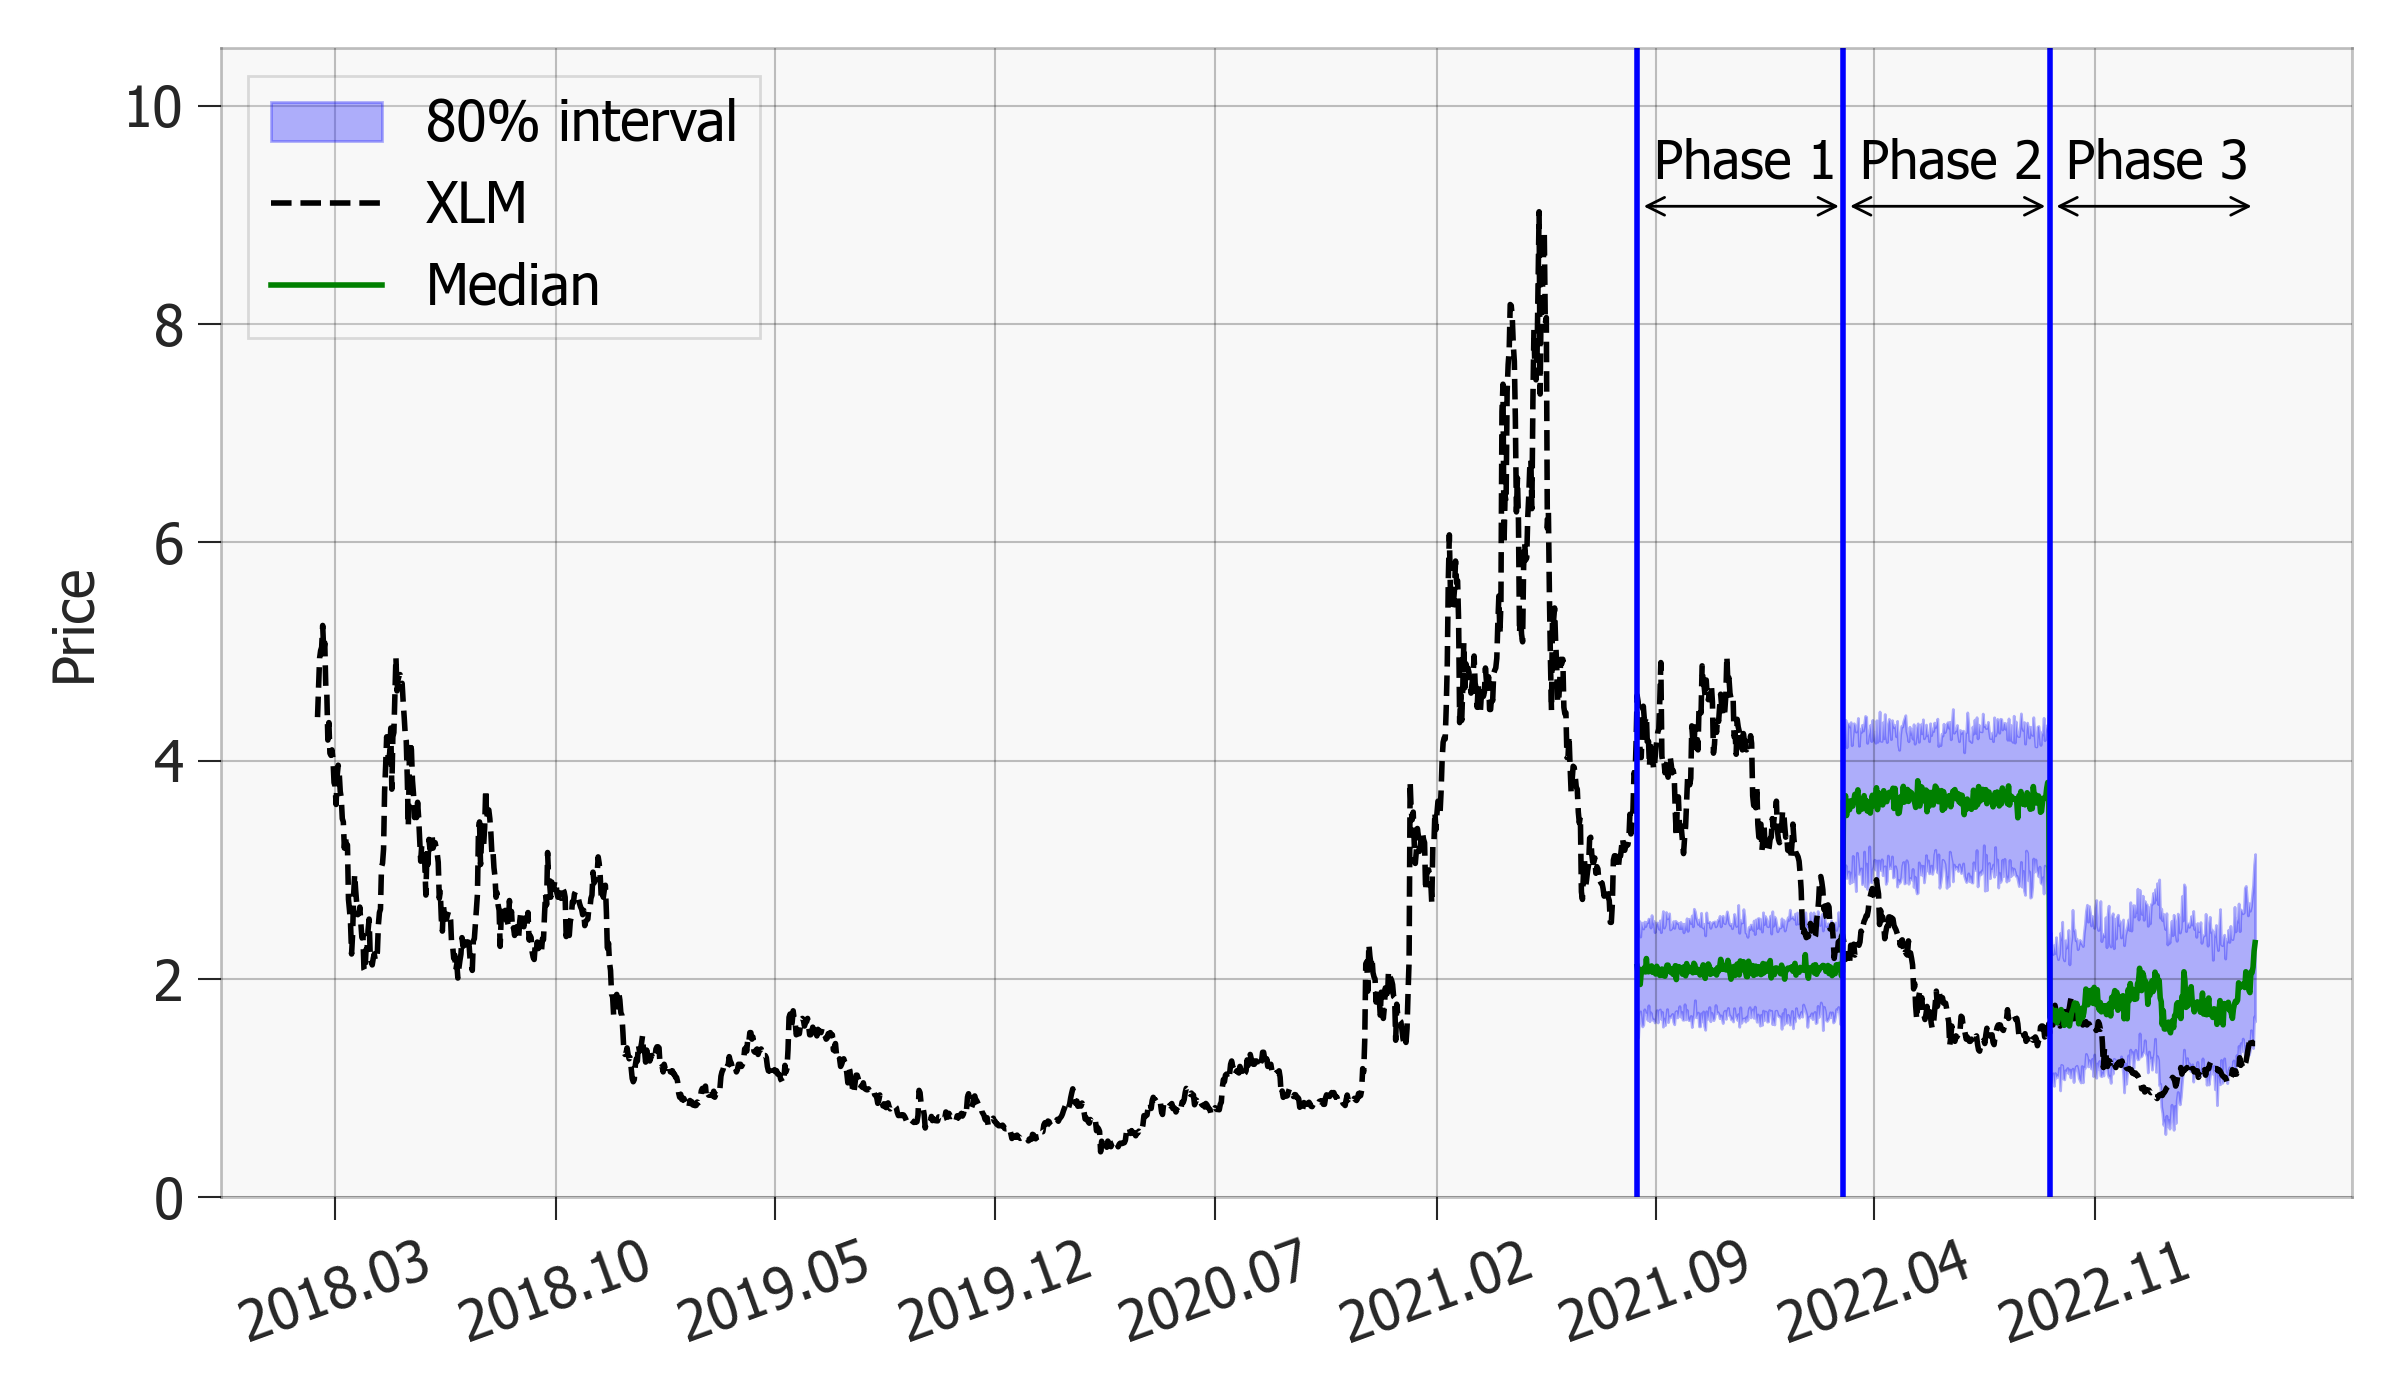 80% interval
XLM
Median
Phase 1
Phase 2
Phase 3
Price
10
8
6
4
2
0
2018.03
2018.10
2019.05
2019.12
2020.07
2021.02
2021.09
2022.04
2022.11